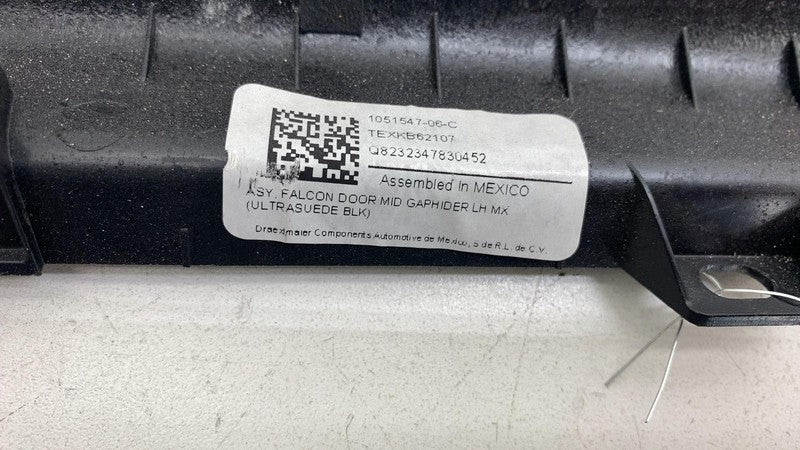 1051547-06-C
TEXKB62107
Q8232347830452
Assembled In MEXICO
ASY, FALCON DOOR MID GAPHIDER LH MX
(ULTRASUEDE BLK)
Draexlmaier Components Automotive de Mexico, S de R.L. de C.V.